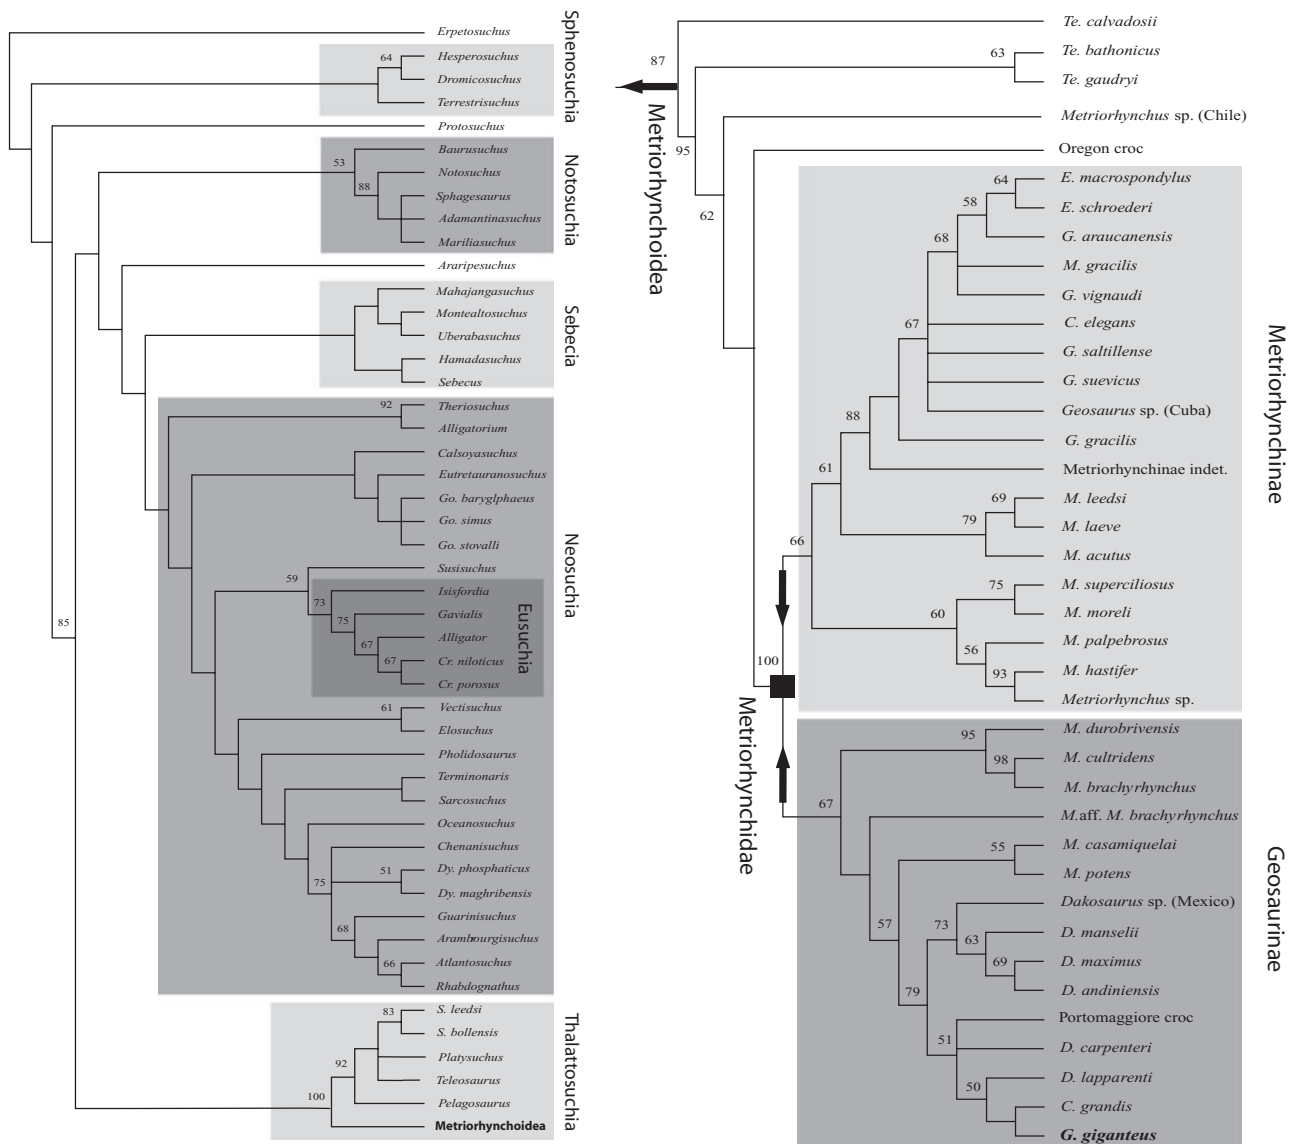 Erpetosuchus
64
Hesperosuchus
Dromicosuchus
Terrestrisuchus
Sphenosuchia
Protosuchus
53
Baurusuchus
88
Notosuchus
Sphagesaurus
Adamantinasuchus
Mariliasuchus
Notosuchia
Araripesuchus
Mahajangasuchus
Montealtosuchus
Uberabasuchus
Hamadasuchus
Sebecus
Sebecia
92
Theriosuchus
Alligatorium
Calsoyasuchus
Eutretauranosuchus
Go. baryglphaeus
Go. simus
Go. stovalli
59
Susisuchus
73
Isisfordia
75
Gavialis
67
Alligator
67
Cr. niloticus
Cr. porosus
Eusuchia
Neosuchia
61
Vectisuchus
Elosuchus
Pholidosaurus
Terminonaris
Sarcosuchus
Oceanosuchus
Chenanisuchus
75
51
Dy. phosphaticus
Dy. maghribensis
68
Guarinisuchus
Arambourgisuchus
66
Atlantosuchus
Rhabdognathus
85
83
S. leedsi
S. bollensis
92
Platysuchus
Teleosaurus
100
Pelagosaurus
Metriorhynchoidea
Thalattosuchia
87
Metriorhynchoidea
Te. calvadosii
63
Te. bathonicus
Te. gaudryi
95
Metriorhynchus sp. (Chile)
62
Oregon croc
64
E. macrospondylus
58
E. schroederi
68
G. araucanensis
M. gracilis
G. vignaudi
67
C. elegans
G. saltillense
G. suevicus
Geosaurus sp. (Cuba)
88
G. gracilis
61
Metriorhynchinae indet.
69
M. leedsi
79
M. laeve
M. acutus
66
75
M. superciliosus
60
M. moreli
56
M. palpebrosus
93
M. hastifer
Metriorhynchus sp.
Metriorhynchinae
100
Metriorhynchidae
95
M. durobrivensis
98
M. cultridens
M. brachyrhynchus
67
M.aff. M. brachyrhynchus
55
M. casamiquelai
M. potens
57
73
Dakosaurus sp. (Mexico)
63
D. manselii
69
D. maximus
D. andiniensis
79
Portomaggiore croc
51
D. carpenteri
50
D. lapparenti
C. grandis
G. giganteus
Geosaurinae